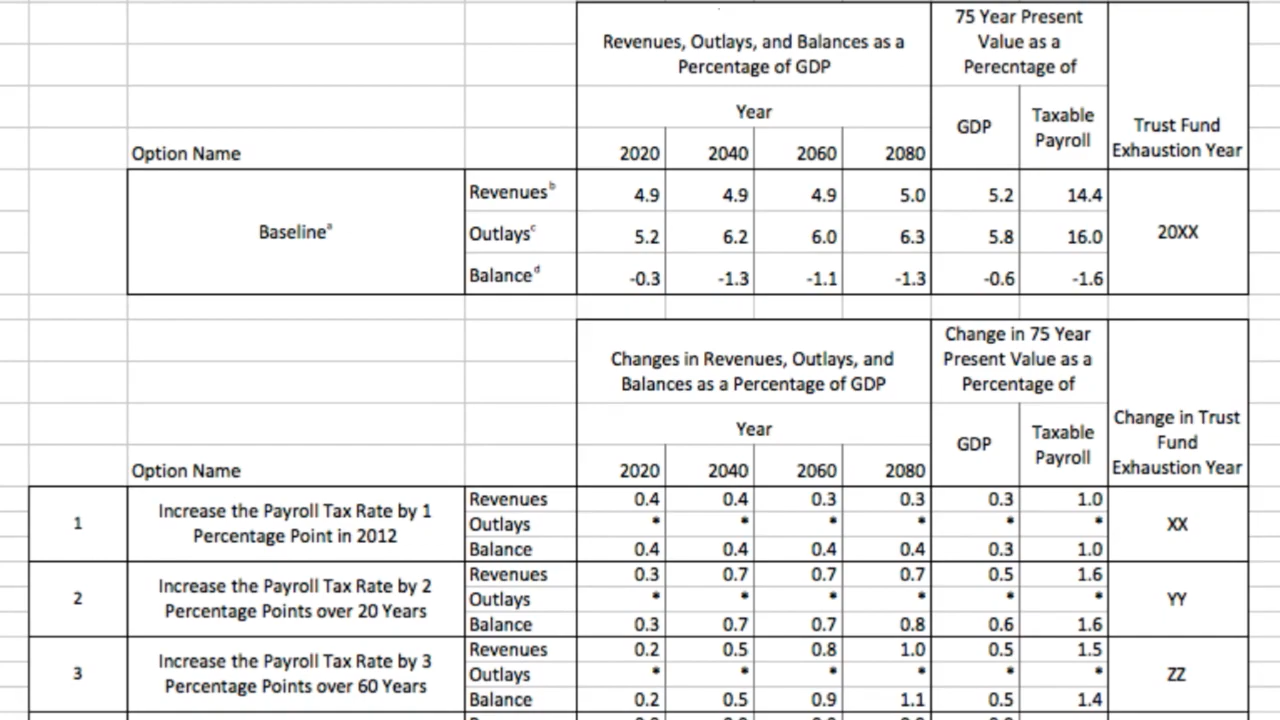 Revenues, Outlays, and Balances as a
Percentage of GDP
75 Year Present
Value as a
Perecntage of
Year
GDP
Taxable
Payroll
Trust Fund
Exhaustion Year
Option Name
2020 2040 2060 2080
Baselineᵃ
Revenuesᵇ 4.9 4.9 4.9 5.0 5.2 14.4
Outlaysᶜ 5.2 6.2 6.0 6.3 5.8 16.0
Balanceᵈ -0.3 -1.3 -1.1 -1.3 -0.6 -1.6
20XX
Changes in Revenues, Outlays, and
Balances as a Percentage of GDP
Change in 75 Year
Present Value as a
Percentage of
Year
GDP
Taxable
Payroll
Change in Trust
Fund
Exhaustion Year
Option Name
2020 2040 2060 2080
1
Increase the Payroll Tax Rate by 1
Percentage Point in 2012
Revenues 0.4 0.4 0.3 0.3 0.3 1.0
Outlays * * * * * *
Balance 0.4 0.4 0.4 0.4 0.3 1.0
XX
2
Increase the Payroll Tax Rate by 2
Percentage Points over 20 Years
Revenues 0.3 0.7 0.7 0.7 0.5 1.6
Outlays * * * * * *
Balance 0.3 0.7 0.7 0.8 0.6 1.6
YY
3
Increase the Payroll Tax Rate by 3
Percentage Points over 60 Years
Revenues 0.2 0.5 0.8 1.0 0.5 1.5
Outlays * * * * * *
Balance 0.2 0.5 0.9 1.1 0.5 1.4
ZZ